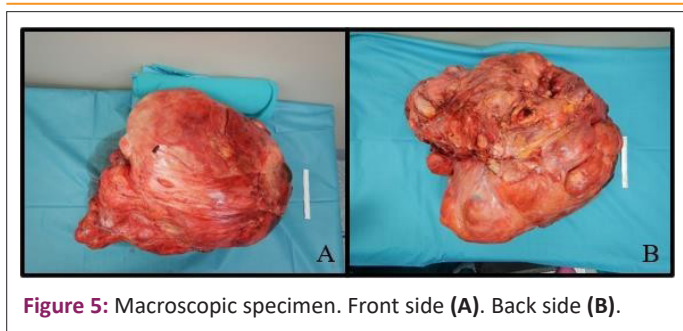 A
B
Figure 5: Macroscopic specimen. Front side (A). Back side (B).